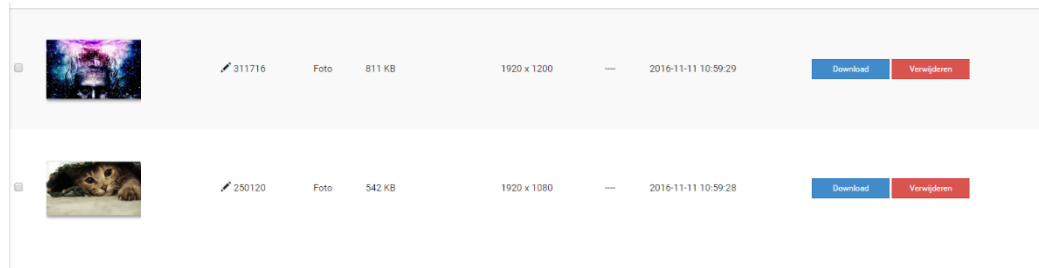 311716 Foto 811 KB 1920 x 1200 ---- 2016-11-11 10:59:29 Download Verwijderen
250120 Foto 542 KB 1920 x 1080 ---- 2016-11-11 10:59:28 Download Verwijderen